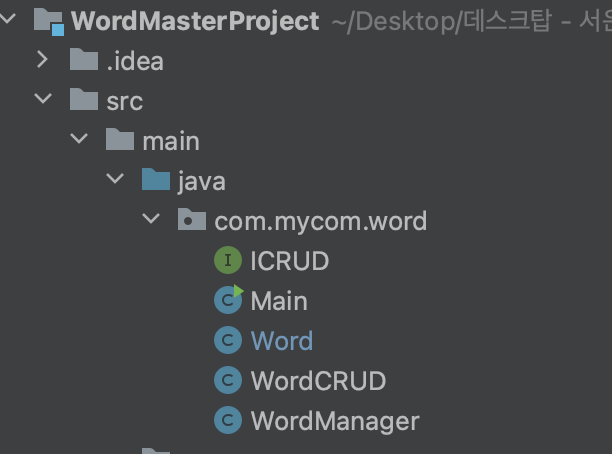 WordMasterProject ~/Desktop/데스크탑 - 서
.idea
src
main
java
com.mycom.word
I ICRUD
C Main
C Word
C WordCRUD
C WordManager